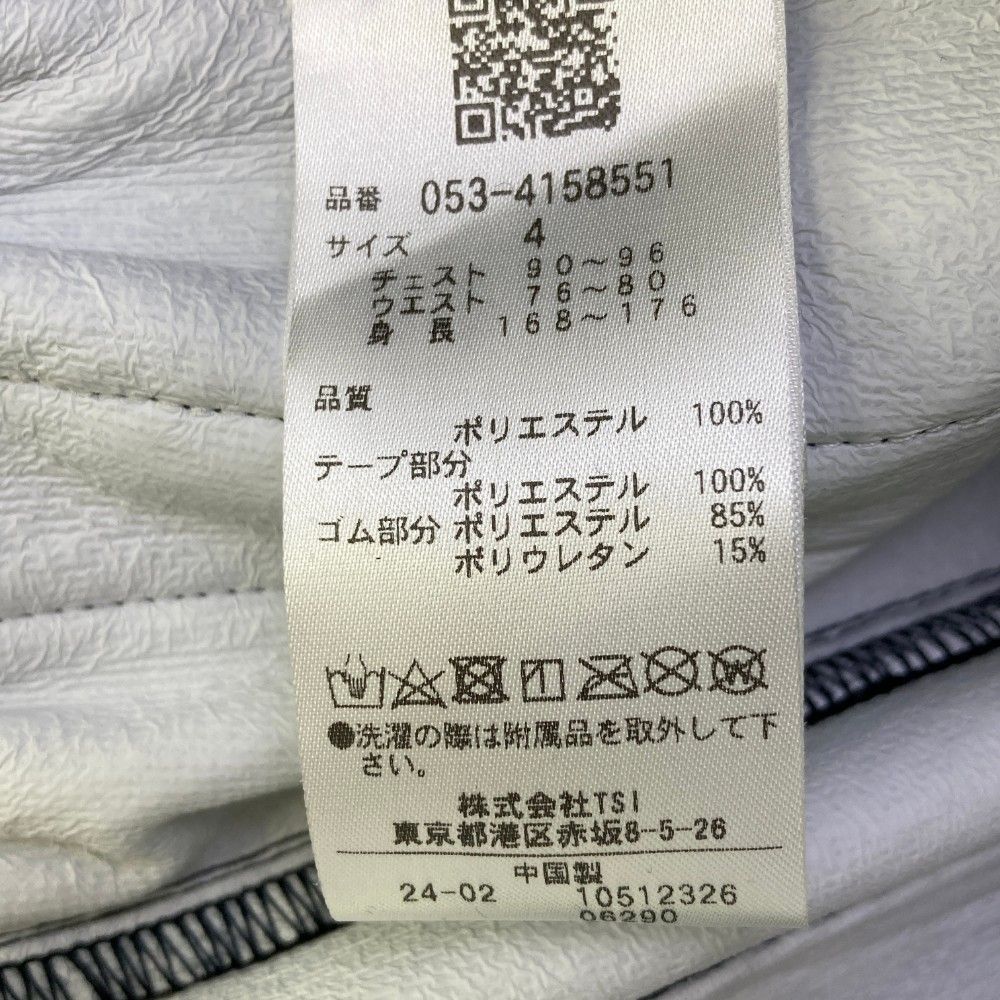 品番 053-4158551
サイズ 4
チェスト 90～96
ウエスト 76～80
身長 168～176
品質
ポリエステル 100%
テープ部分
ポリエステル 100%
ゴム部分 ポリエステル 85%
ポリウレタン 15%
●洗濯の際は附属品を取外して下
さい。
株式会社TSI
東京都港区赤坂8-5-26
中国製
24-02 10512326
06290